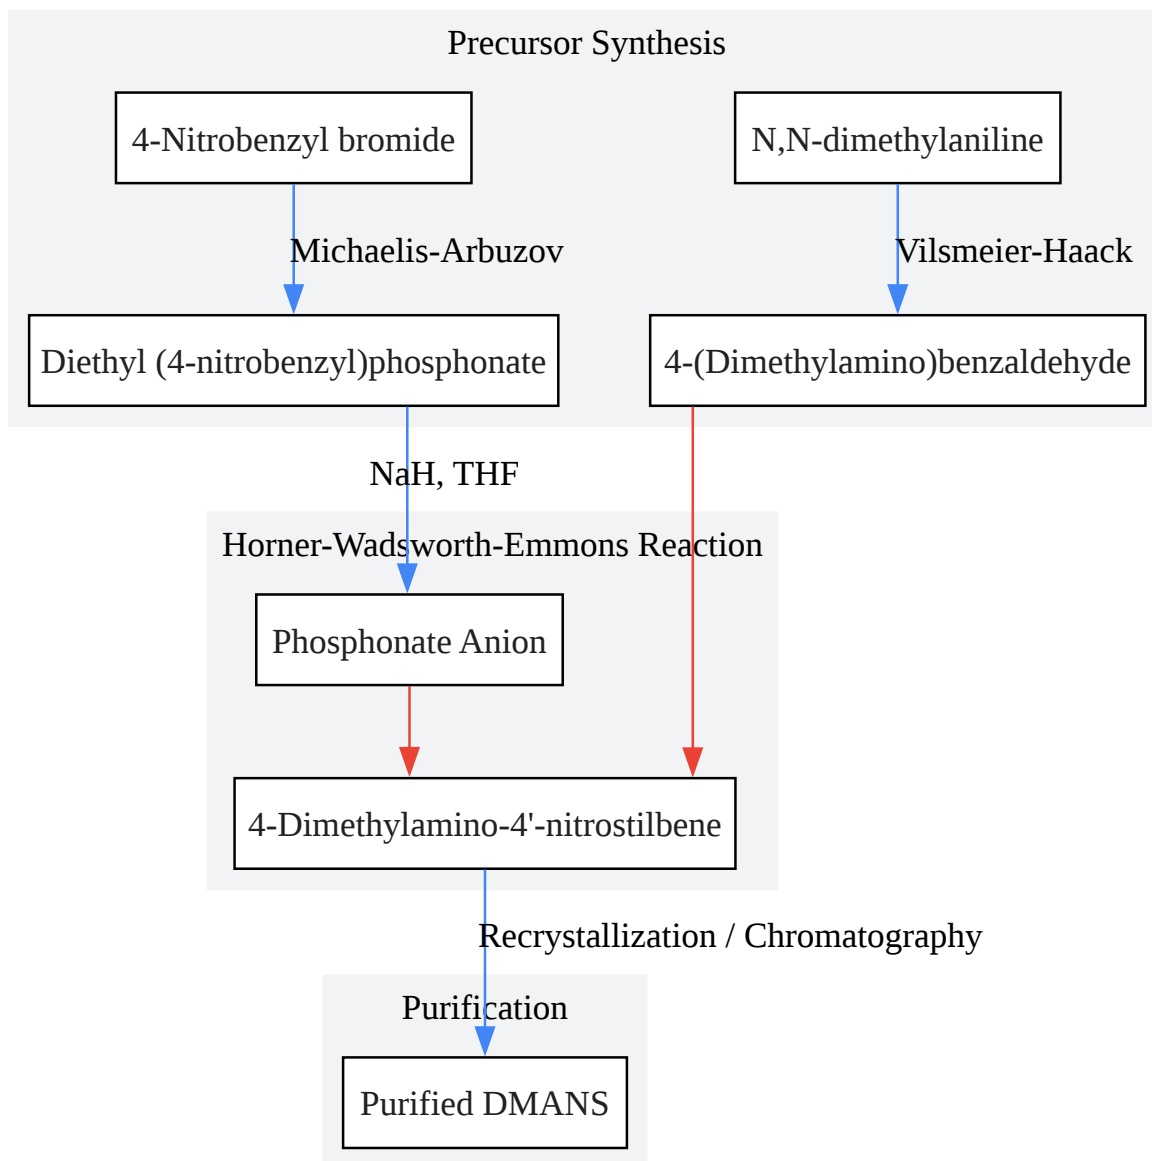 Precursor Synthesis
4-Nitrobenzyl bromide
N,N-dimethylaniline
Michaelis-Arbuzov
Vilsmeier-Haack
Diethyl (4-nitrobenzyl)phosphonate
4-(Dimethylamino)benzaldehyde
NaH, THF
Horner-Wadsworth-Emmons Reaction
Phosphonate Anion
4-Dimethylamino-4'-nitrostilbene
Recrystallization / Chromatography
Purification
Purified DMANS